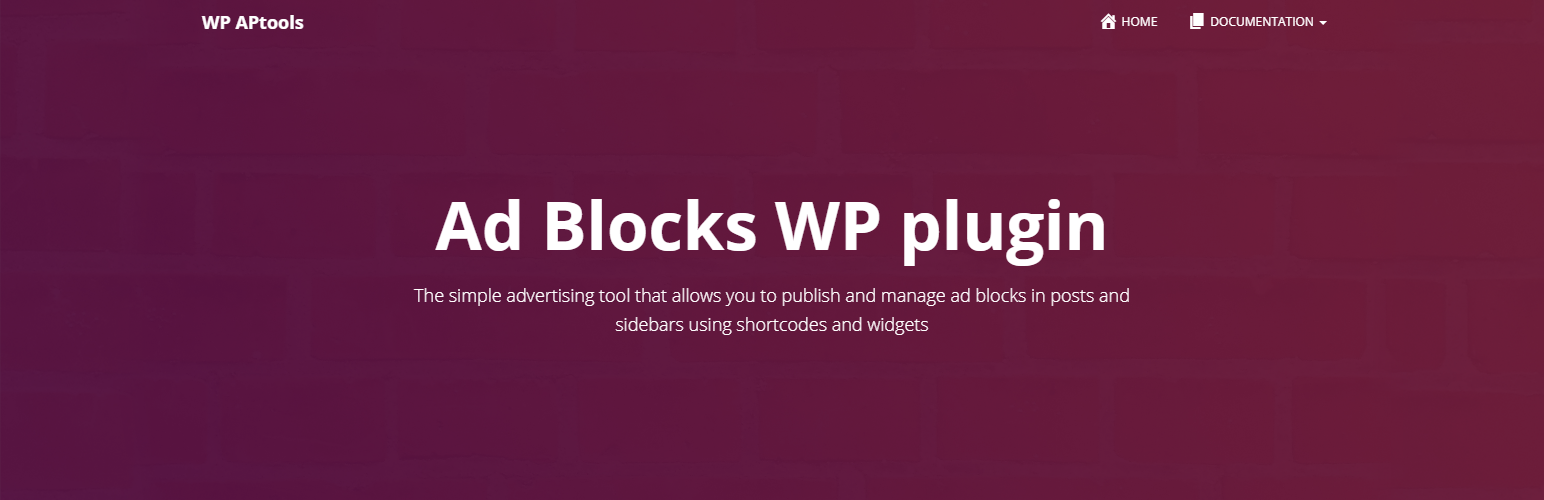 WP APtools
HOME
DOCUMENTATION
Ad Blocks WP plugin
The simple advertising tool that allows you to publish and manage ad blocks in posts and
sidebars using shortcodes and widgets